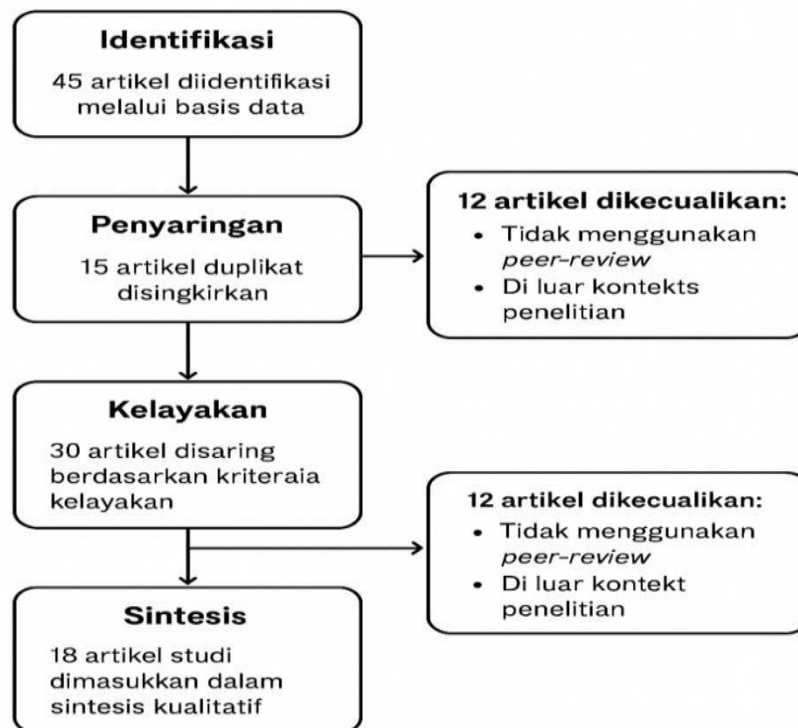 Identifikasi
45 artikel diidentifikasi
melalui basis data
Penyaringan
15 artikel duplikat
disingkirkan
12 artikel dikecualikan:
• Tidak menggunakan
peer-review
• Di luar kontekts
penelitian
Kelayakan
30 artikel disaring
berdasarkan kriteraia
kelayakan
12 artikel dikecualikan:
• Tidak menggunakan
peer-review
• Di luar kontekt
penelitian
Sintesis
18 artikel studi
dimasukkan dalam
sintesis kualitatif